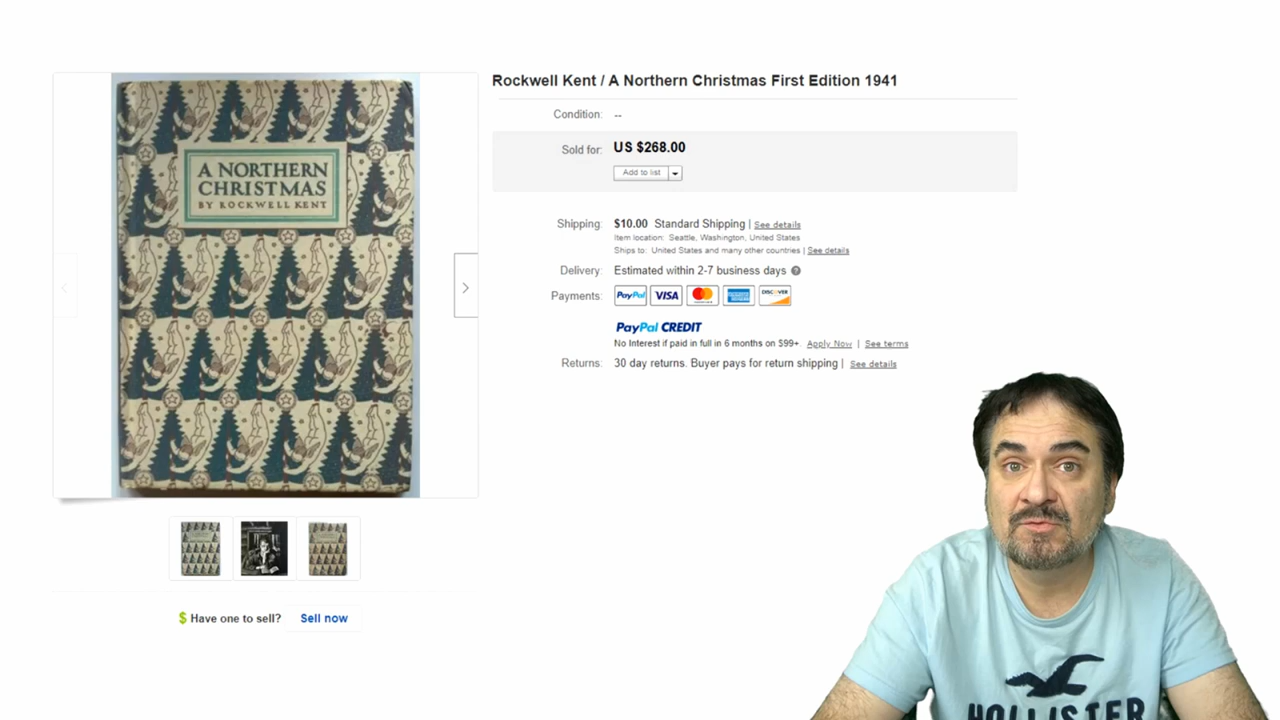 A NORTHERN
CHRISTMAS
BY ROCKWELL KENT
Rockwell Kent / A Northern Christmas First Edition 1941
Condition: --
Sold for: US $268.00
Add to list
Shipping: $10.00 Standard Shipping | See details
Item location: Seattle, Washington, United States
Ships to: United States and many other countries | See details
Delivery: Estimated within 2-7 business days ?
Payments: PayPal VISA MasterCard AMERICAN EXPRESS DISCOVER
PayPal CREDIT
No Interest if paid in full in 6 months on $99+. Apply Now | See terms
Returns: 30 day returns. Buyer pays for return shipping | See details
$ Have one to sell? Sell now
HOLLISTER